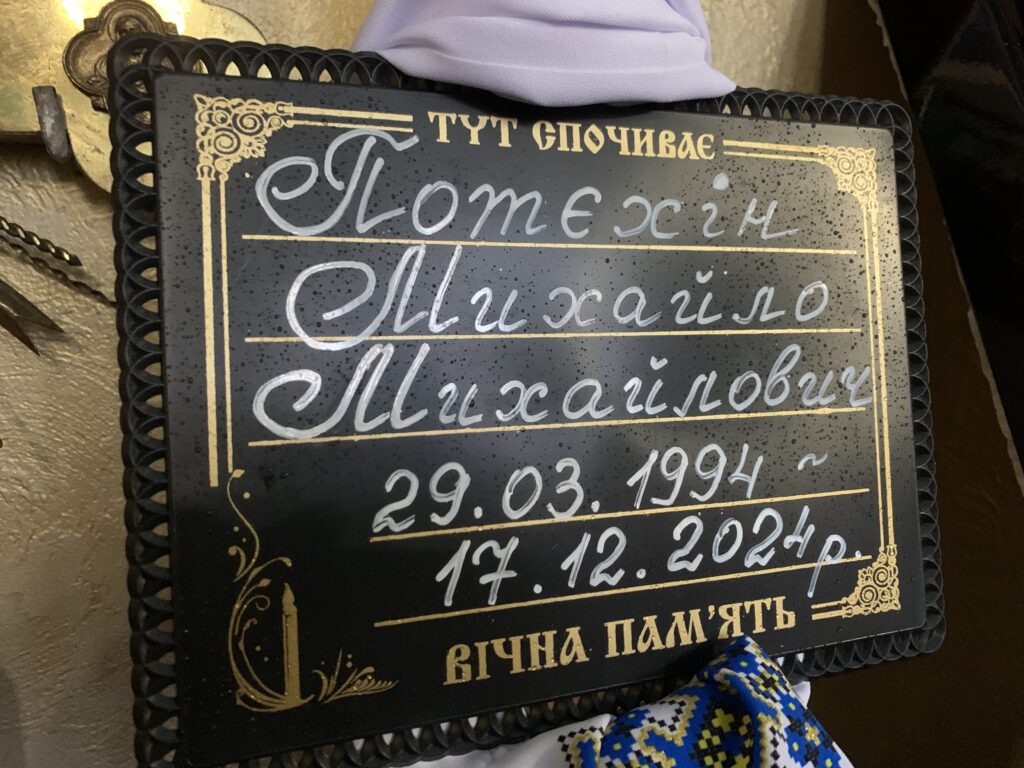 ТУТ СПОЧИВАЄ
Потєхін
Михайло
Михайлович
29.03.1994 ~
17.12.2024р.
ВІЧНА ПАМ'ЯТЬ